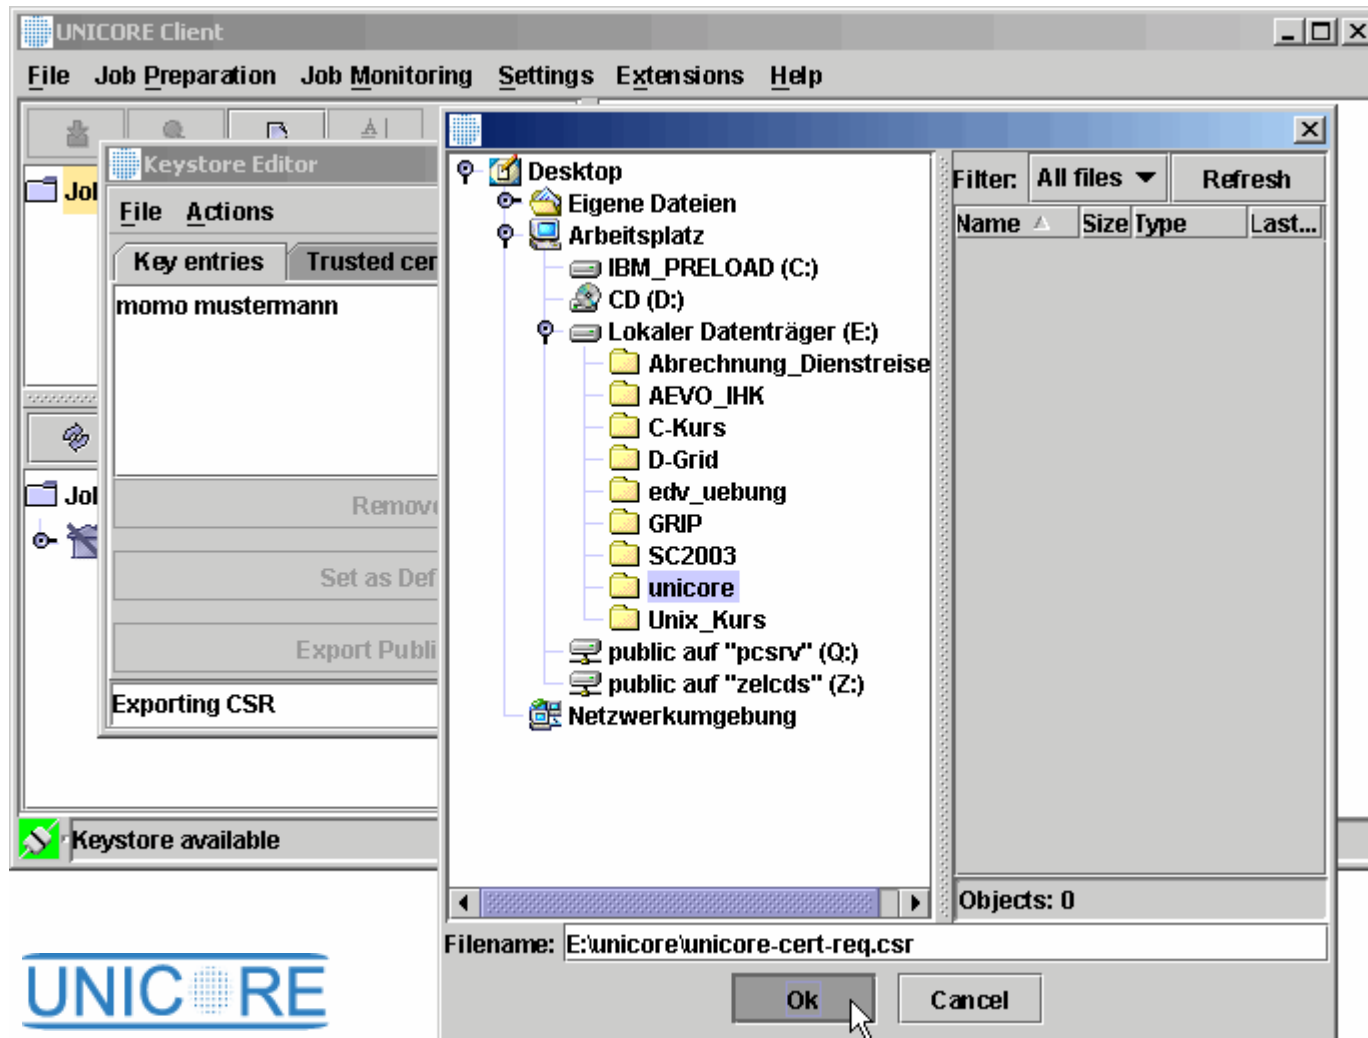 UNICORE Client
File Job Preparation Job Monitoring Settings Extensions Help
Keystore Editor
File Actions
Key entries Trusted cer
momo mustermann
Remove
Set as Def
Export Publi
Exporting CSR
Job
Job
Keystore available
Desktop
Eigene Dateien
Arbeitsplatz
IBM_PRELOAD (C:)
CD (D:)
Lokaler Datenträger (E:)
Abrechnung_Dienstreise
AEVO_IHK
C-Kurs
D-Grid
edv_uebung
GRIP
SC2003
unicore
Unix_Kurs
public auf "pcsrv" (Q:)
public auf "zelcds" (Z:)
Netzwerkumgebung
Filter: All files Refresh
Name Size Type Last...
Objects: 0
Filename: E:\unicore\unicore-cert-req.csr
Ok Cancel
UNICORE